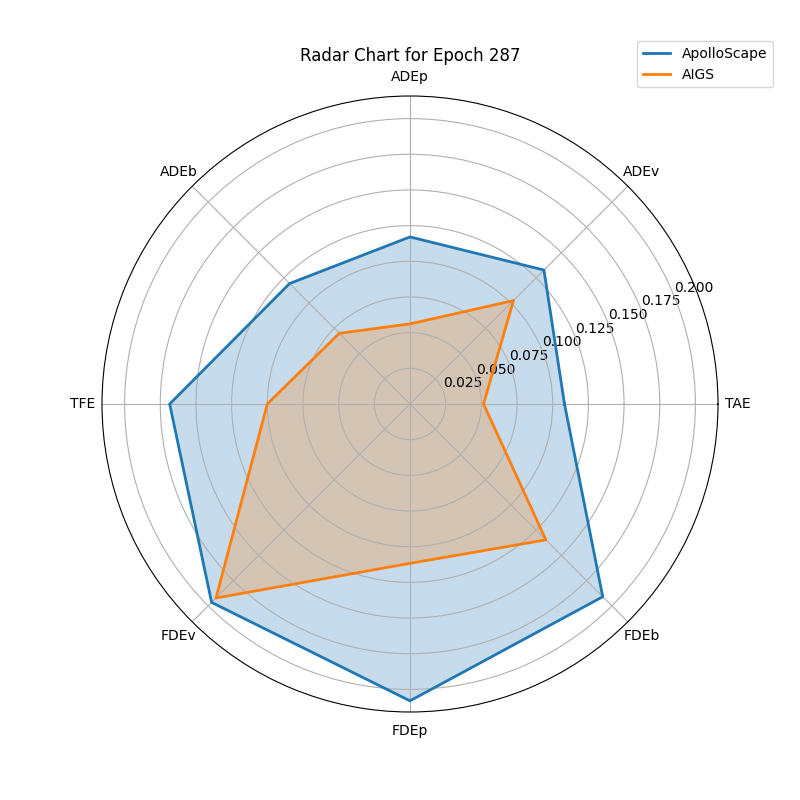 Radar Chart for Epoch 287
ApolloScape
AIGS
ADEp
ADEb
ADEv
0.200
0.175
0.150
0.125
0.100
0.075
0.050
0.025
TFE
TAE
FDEv
FDEb
FDEp